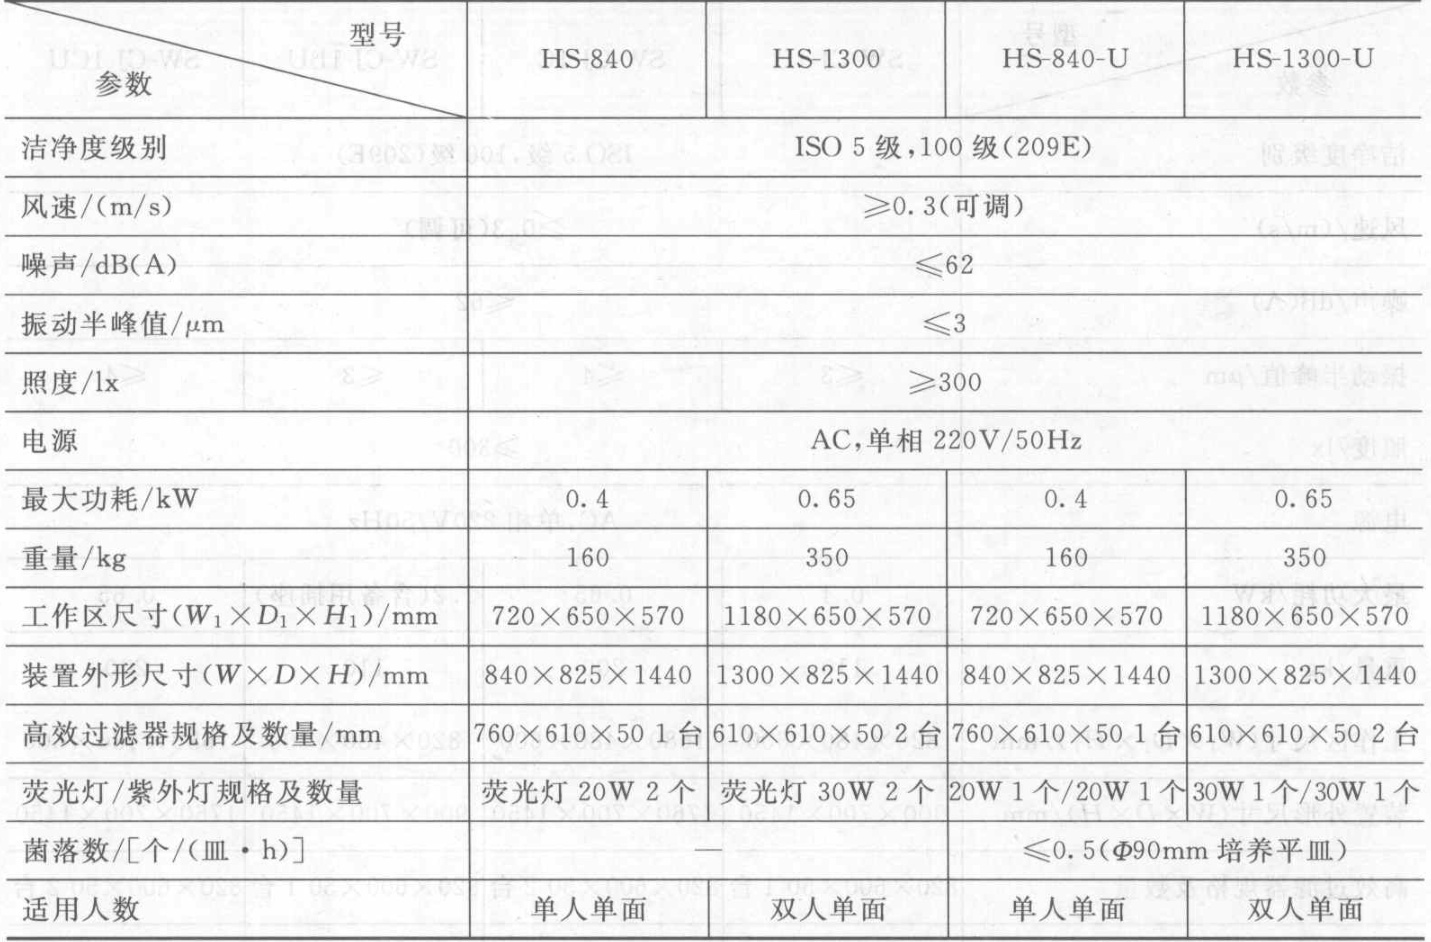 型号
参数
HS-840 HS-1300 HS-840-U HS-1300-U
洁净度级别 ISO 5 级,100 级(209E)
风速/(m/s) ≥0.3(可调)
噪声/dB(A) ≤62
振动半峰值/μm ≤3
照度/lx ≥300
电源 AC,单相 220V/50Hz
最大功耗/kW 0.4 0.65 0.4 0.65
重量/kg 160 350 160 350
工作区尺寸(W₁×D₁×H₁)/mm 720×650×570 1180×650×570 720×650×570 1180×650×570
装置外形尺寸(W×D×H)/mm 840×825×1440 1300×825×1440 840×825×1440 1300×825×1440
高效过滤器规格及数量/mm 760×610×50 1 台 610×610×50 2 台 760×610×50 1 台 610×610×50 2 台
荧光灯/紫外灯规格及数量 荧光灯 20W 2 个 荧光灯 30W 2 个 20W 1 个/20W 1 个 30W 1 个/30W 1 个
菌落数/[个/(皿·h)] — ≤0.5(Φ90mm 培养平皿)
适用人数 单人单面 双人单面 单人单面 双人单面